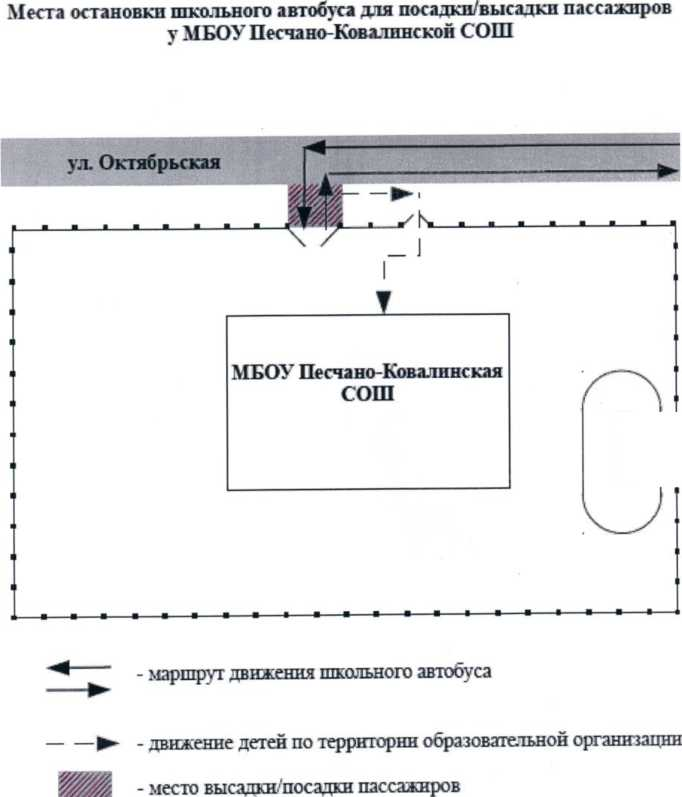 Места остановки школьного автобуса для посадки/высадки пассажиров
у МБОУ Песчано-Ковалинской СОШ
ул. Октябрьская
МБОУ Песчано-Ковалинская
СОШ
- маршрут движения школьного автобуса
- движение детей по территории образовательной организации
- место высадки/посадки пассажиров